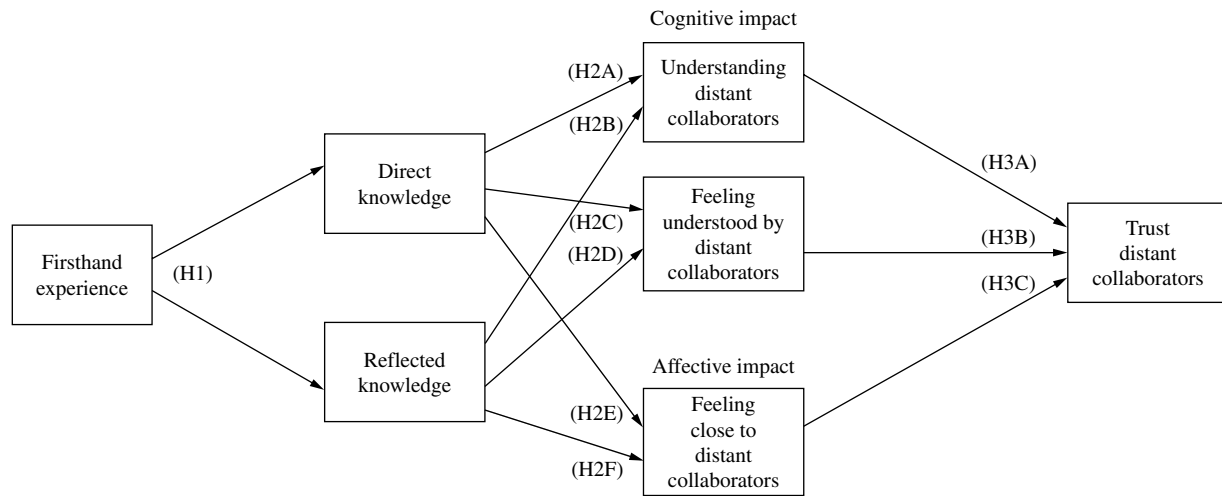 Cognitive impact
(H2A)
Understanding
distant
collaborators
(H2B)
Direct
knowledge
(H3A)
Feeling
understood by
distant
collaborators
(H2C)
(H2D)
Firsthand
experience
(H1)
(H3B)
Trust
distant
collaborators
(H3C)
Reflected
knowledge
Affective impact
(H2E)
Feeling
close to
distant
collaborators
(H2F)